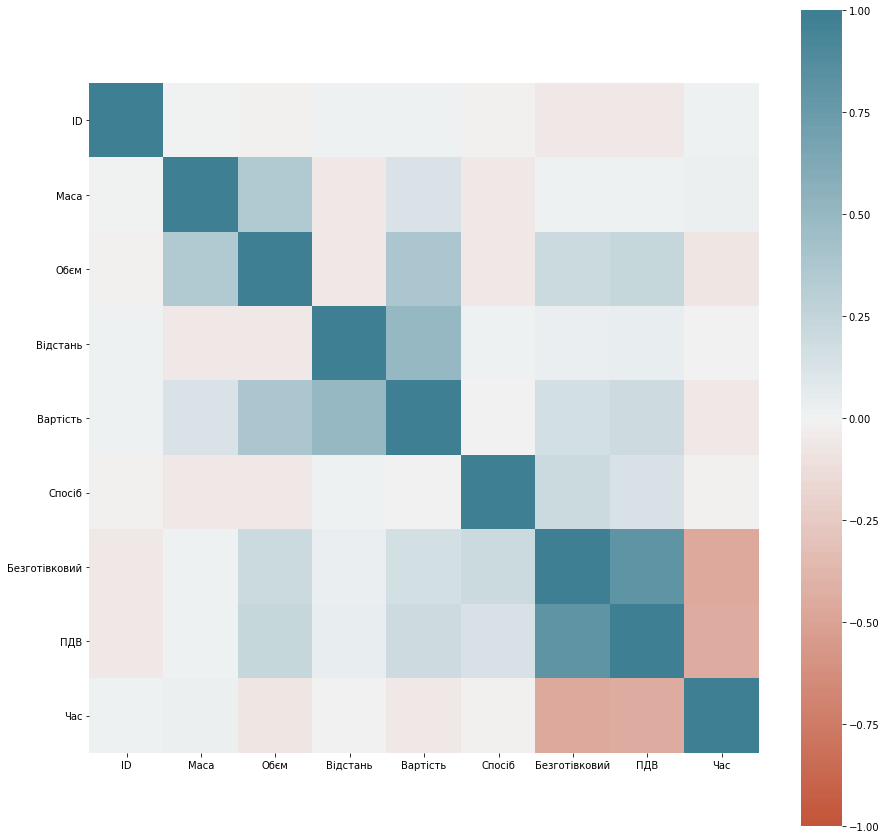 ID
Маса
Обєм
Відстань
Вартість
Спосіб
Безготівковий
ПДВ
Час
ID
Маса
Обєм
Відстань
Вартість
Спосіб
Безготівковий
ПДВ
Час
1.00
0.75
0.50
0.25
0.00
−0.25
−0.50
−0.75
−1.00